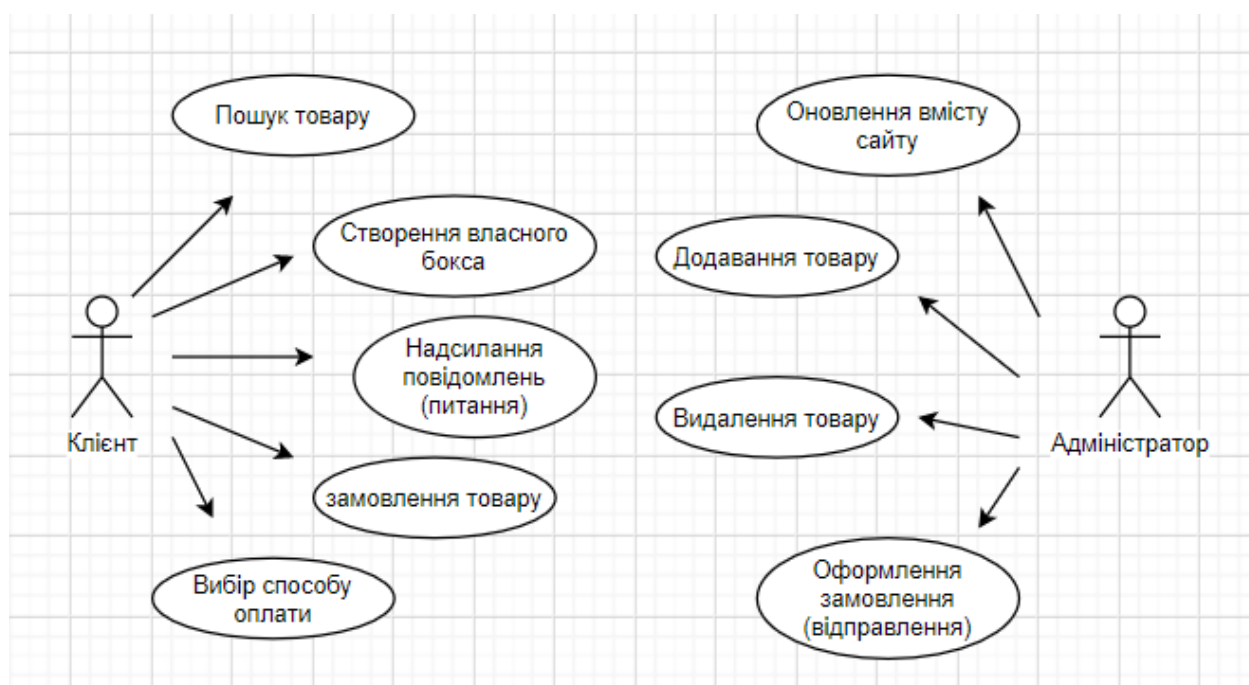 Пошук товару
Створення власного
бокса
Надсилання
повідомлень
(питання)
Клієнт
замовлення товару
Вибір способу
оплати
Оновлення вмісту
сайту
Додавання товару
Видалення товару
Адміністратор
Оформлення
замовлення
(відправлення)